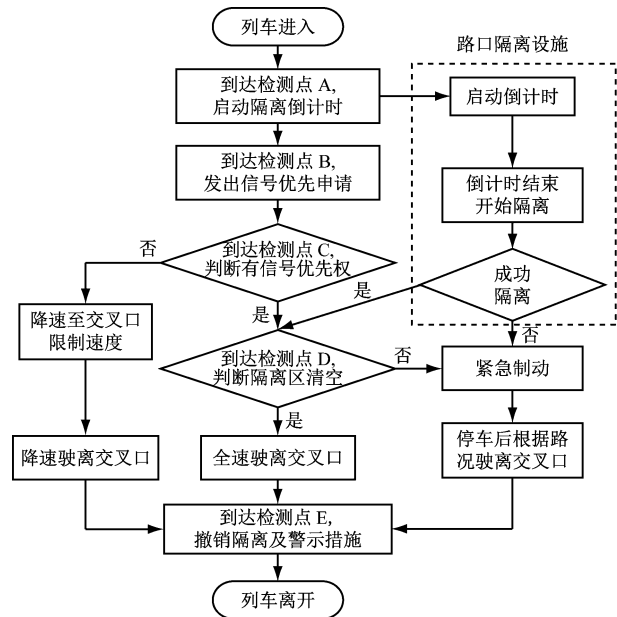 列车进入
路口隔离设施
到达检测点 A,
启动隔离倒计时
启动倒计时
到达检测点 B,
发出信号优先申请
倒计时结束
开始隔离
否
到达检测点 C,
判断有信号优先权
成功
隔离
是
是
否
降速至交叉口
限制速度
到达检测点 D,
判断隔离区清空
否
紧急制动
是
降速驶离交叉口
全速驶离交叉口
停车后根据路
况驶离交叉口
到达检测点 E,
撤销隔离及警示措施
列车离开